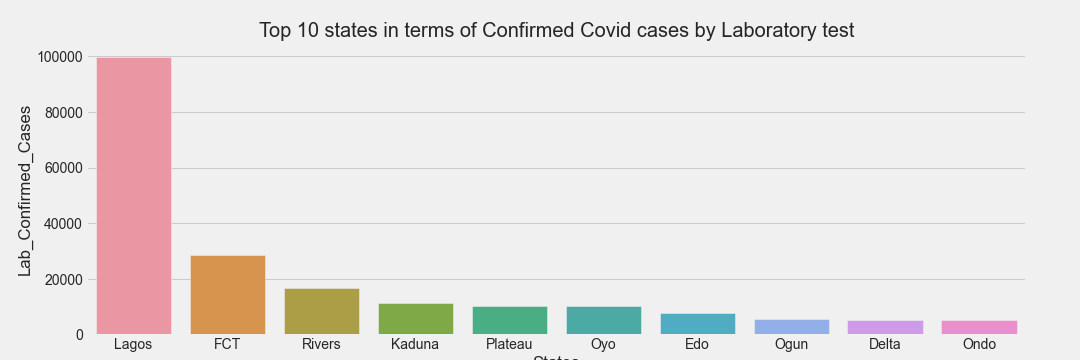 Top 10 states in terms of Confirmed Covid cases by Laboratory test
100000
80000
60000
40000
20000
0
Lab_Confirmed_Cases
Lagos FCT Rivers Kaduna Plateau Oyo Edo Ogun Delta Ondo
States